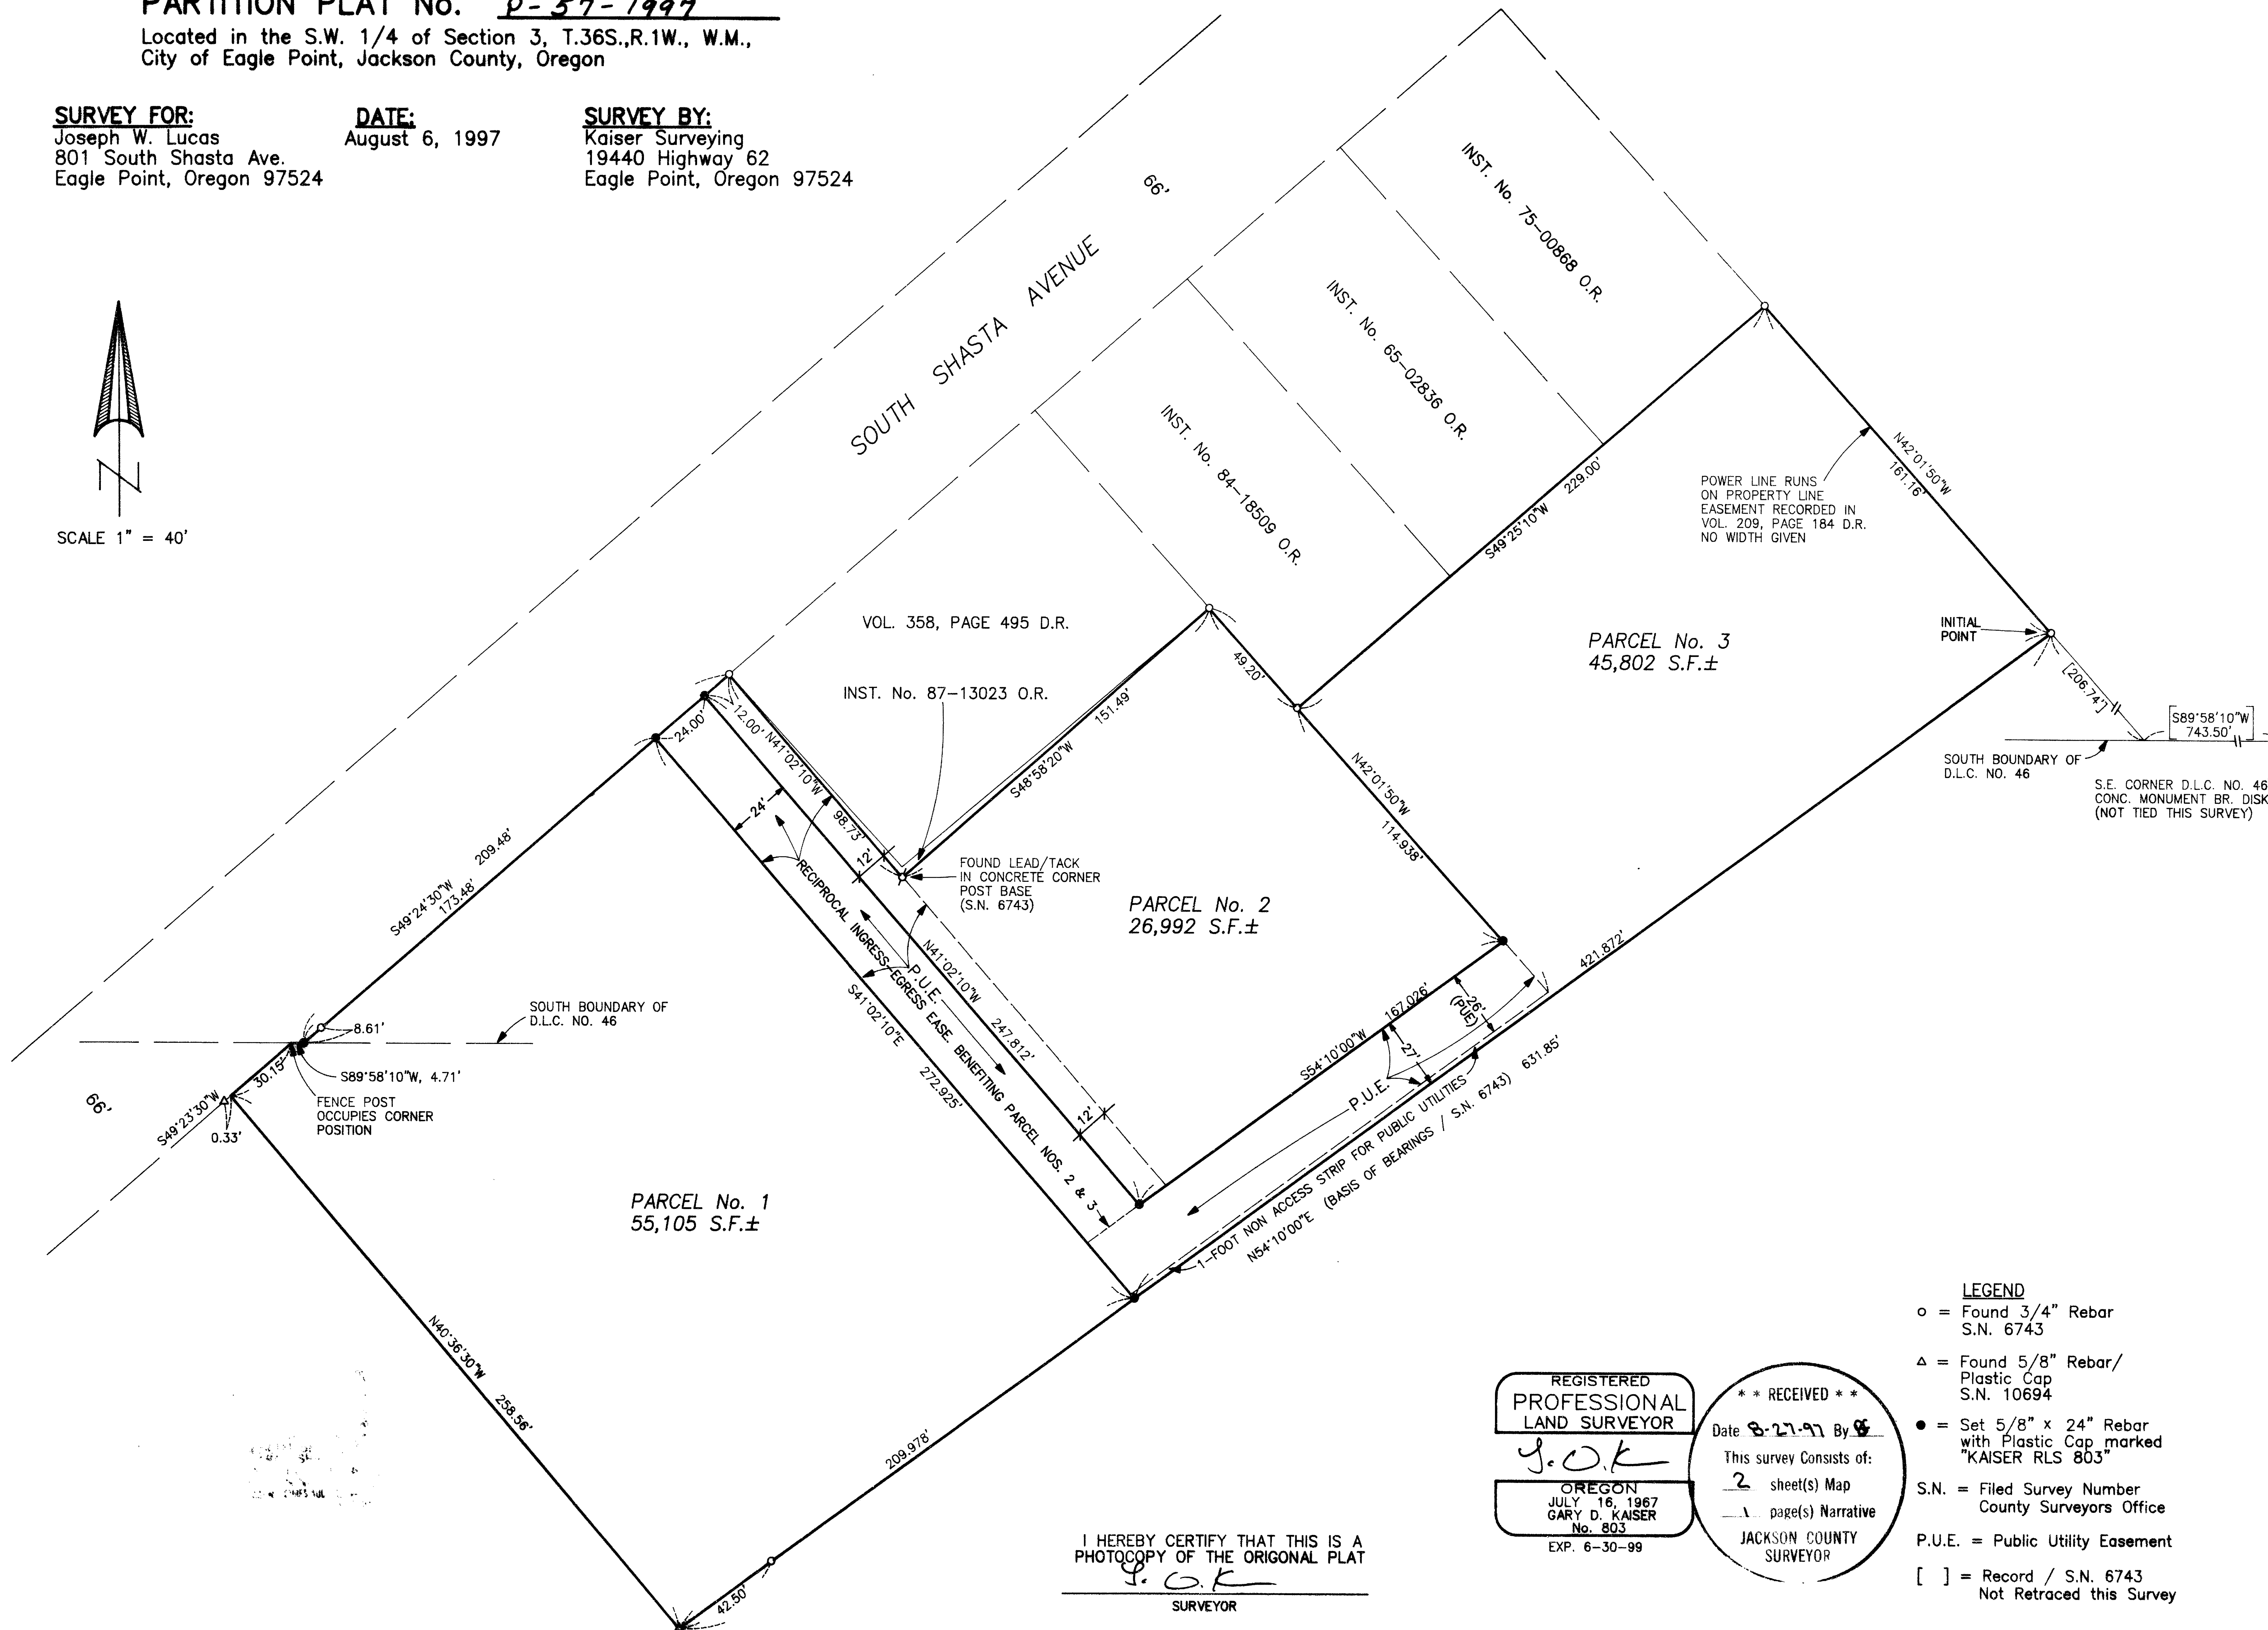 PARTITION PLAT No. P-57-1997
Located in the S.W. 1/4 of Section 3, T.36S.,R.1W., W.M.,
City of Eagle Point, Jackson County, Oregon
SURVEY FOR:
Joseph W. Lucas
801 South Shasta Ave.
Eagle Point, Oregon 97524
DATE:
August 6, 1997
SURVEY BY:
Kaiser Surveying
19440 Highway 62
Eagle Point, Oregon 97524
N
SCALE 1" = 40'
66'
SOUTH SHASTA AVENUE
INST. No. 75-00868 O.R.
INST. No. 65-02836 O.R.
INST. No. 84-18509 O.R.
VOL. 358, PAGE 495 D.R.
INST. No. 87-13023 O.R.
229.00'
S49°25'10"W
POWER LINE RUNS
ON PROPERTY LINE
EASEMENT RECORDED IN
VOL. 209, PAGE 184 D.R.
NO WIDTH GIVEN
N42°01'50"W
161.16'
INITIAL
POINT
PARCEL No. 3
45,802 S.F.±
[206.74']
[S89°58'10"W
743.50']
SOUTH BOUNDARY OF
D.L.C. NO. 46
S.E. CORNER D.L.C. NO. 46
CONC. MONUMENT BR. DISK
(NOT TIED THIS SURVEY)
49.20'
151.49'
S48°58'20"W
N42°01'50"W
114.938'
24.00'
12.00'
N41°02'10"W
98.73'
24'
12'
FOUND LEAD/TACK
IN CONCRETE CORNER
POST BASE
(S.N. 6743)
PARCEL No. 2
26,992 S.F.±
209.48'
S49°24'30"W
173.48'
RECIPROCAL INGRESS-EGRESS EASE. BENEFITING PARCEL NOS. 2 & 3
P.U.E.
N41°02'10"W
247.812'
S41°02'10"E
272.925'
12'
421.872'
167.026'
S54°10'00"W
26'
(PUE)
27'
P.U.E.
1-FOOT NON ACCESS STRIP FOR PUBLIC UTILITIES
N54°10'00"E (BASIS OF BEARINGS / S.N. 6743) 631.85'
SOUTH BOUNDARY OF
D.L.C. NO. 46
8.61'
S89°58'10"W, 4.71'
30.15'
FENCE POST
OCCUPIES CORNER
POSITION
66'
S49°23'30"W
0.33'
PARCEL No. 1
55,105 S.F.±
N40°36'30"W
258.56'
209.978'
42.50'
I HEREBY CERTIFY THAT THIS IS A
PHOTOCOPY OF THE ORIGONAL PLAT
SURVEYOR
REGISTERED
PROFESSIONAL
LAND SURVEYOR
OREGON
JULY 16, 1967
GARY D. KAISER
No. 803
EXP. 6-30-99
* * RECEIVED * *
Date 8-27-97 By
This survey Consists of:
2 sheet(s) Map
1 page(s) Narrative
JACKSON COUNTY
SURVEYOR
LEGEND
o = Found 3/4" Rebar
S.N. 6743
△ = Found 5/8" Rebar/
Plastic Cap
S.N. 10694
● = Set 5/8" x 24" Rebar
with Plastic Cap marked
"KAISER RLS 803"
S.N. = Filed Survey Number
County Surveyors Office
P.U.E. = Public Utility Easement
[ ] = Record / S.N. 6743
Not Retraced this Survey